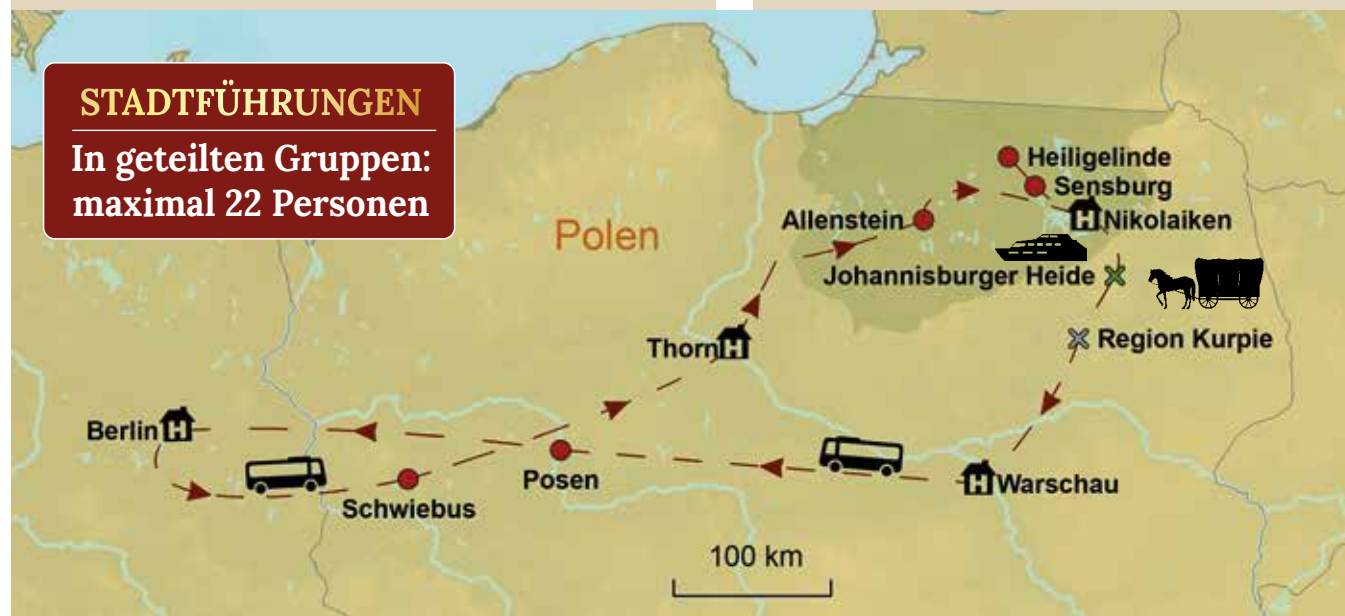 STADTFÜHRUNGEN
In geteilten Gruppen:
maximal 22 Personen
Polen
Heiligelinde
Sensburg
Allenstein
H Nikolaiken
Johannisburger Heide
Region Kurpie
Thorn H
Berlin H
Posen
Schwiebus
H Warschau
100 km